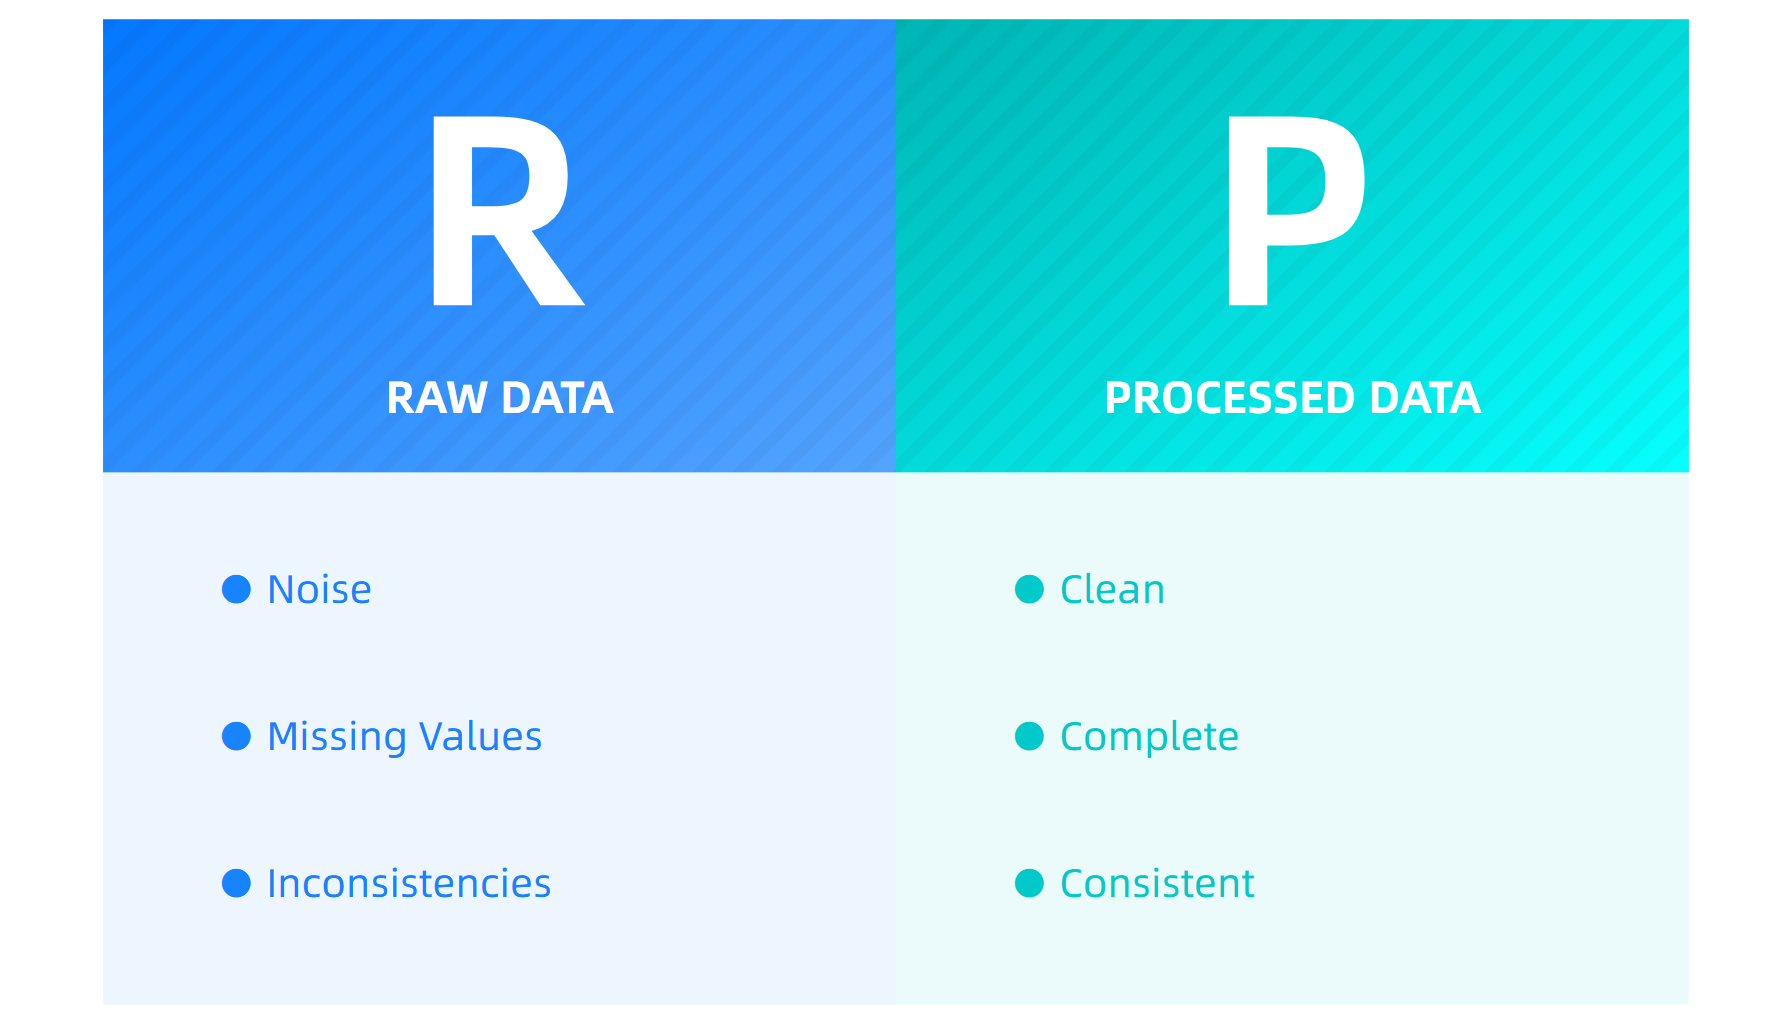 R
RAW DATA
Noise
Missing Values
Inconsistencies
P
PROCESSED DATA
Clean
Complete
Consistent